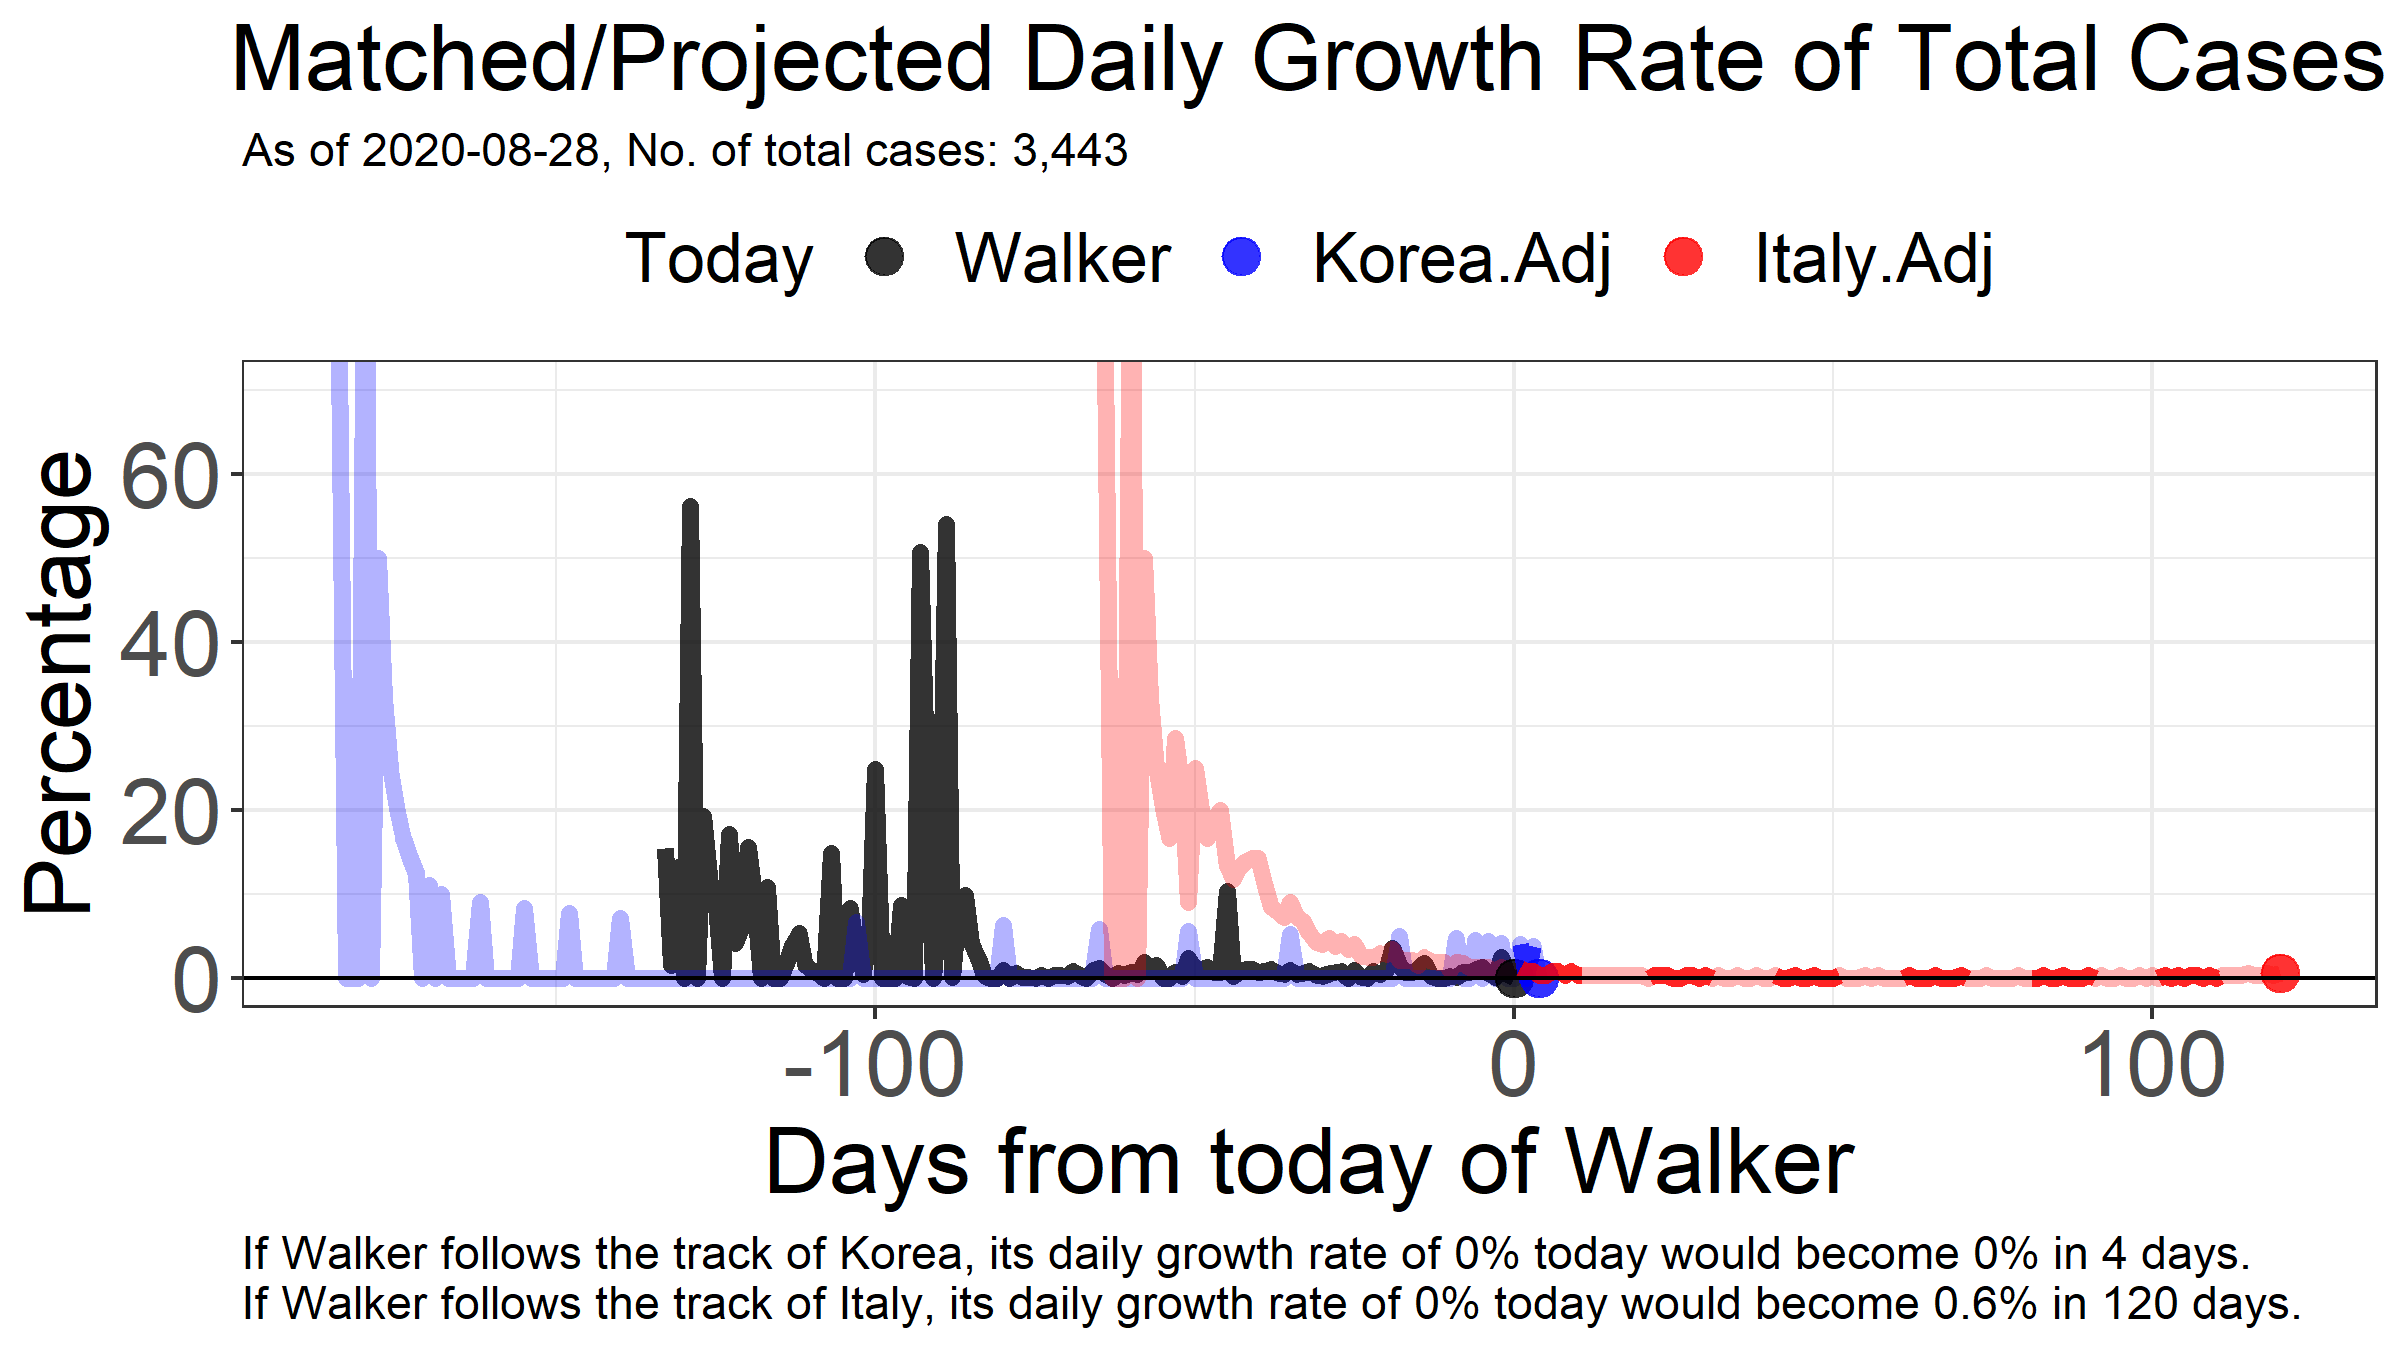 Matched/Projected Daily Growth Rate of Total Cases
As of 2020-08-28, No. of total cases: 3,443
Today Walker Korea.Adj Italy.Adj
Percentage
60
40
20
0
-100 0 100
Days from today of Walker
If Walker follows the track of Korea, its daily growth rate of 0% today would become 0% in 4 days.
If Walker follows the track of Italy, its daily growth rate of 0% today would become 0.6% in 120 days.